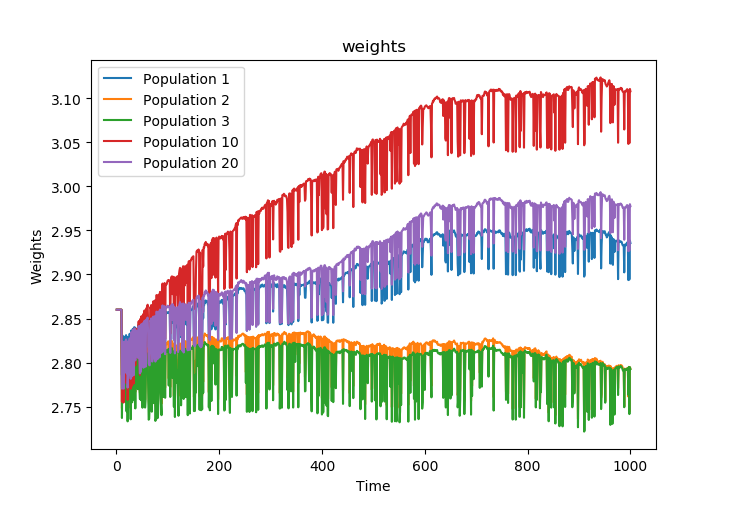 weights
Population 1
Population 2
Population 3
Population 10
Population 20
3.10
3.05
3.00
2.95
2.90
2.85
2.80
2.75
Weights
0 200 400 600 800 1000
Time